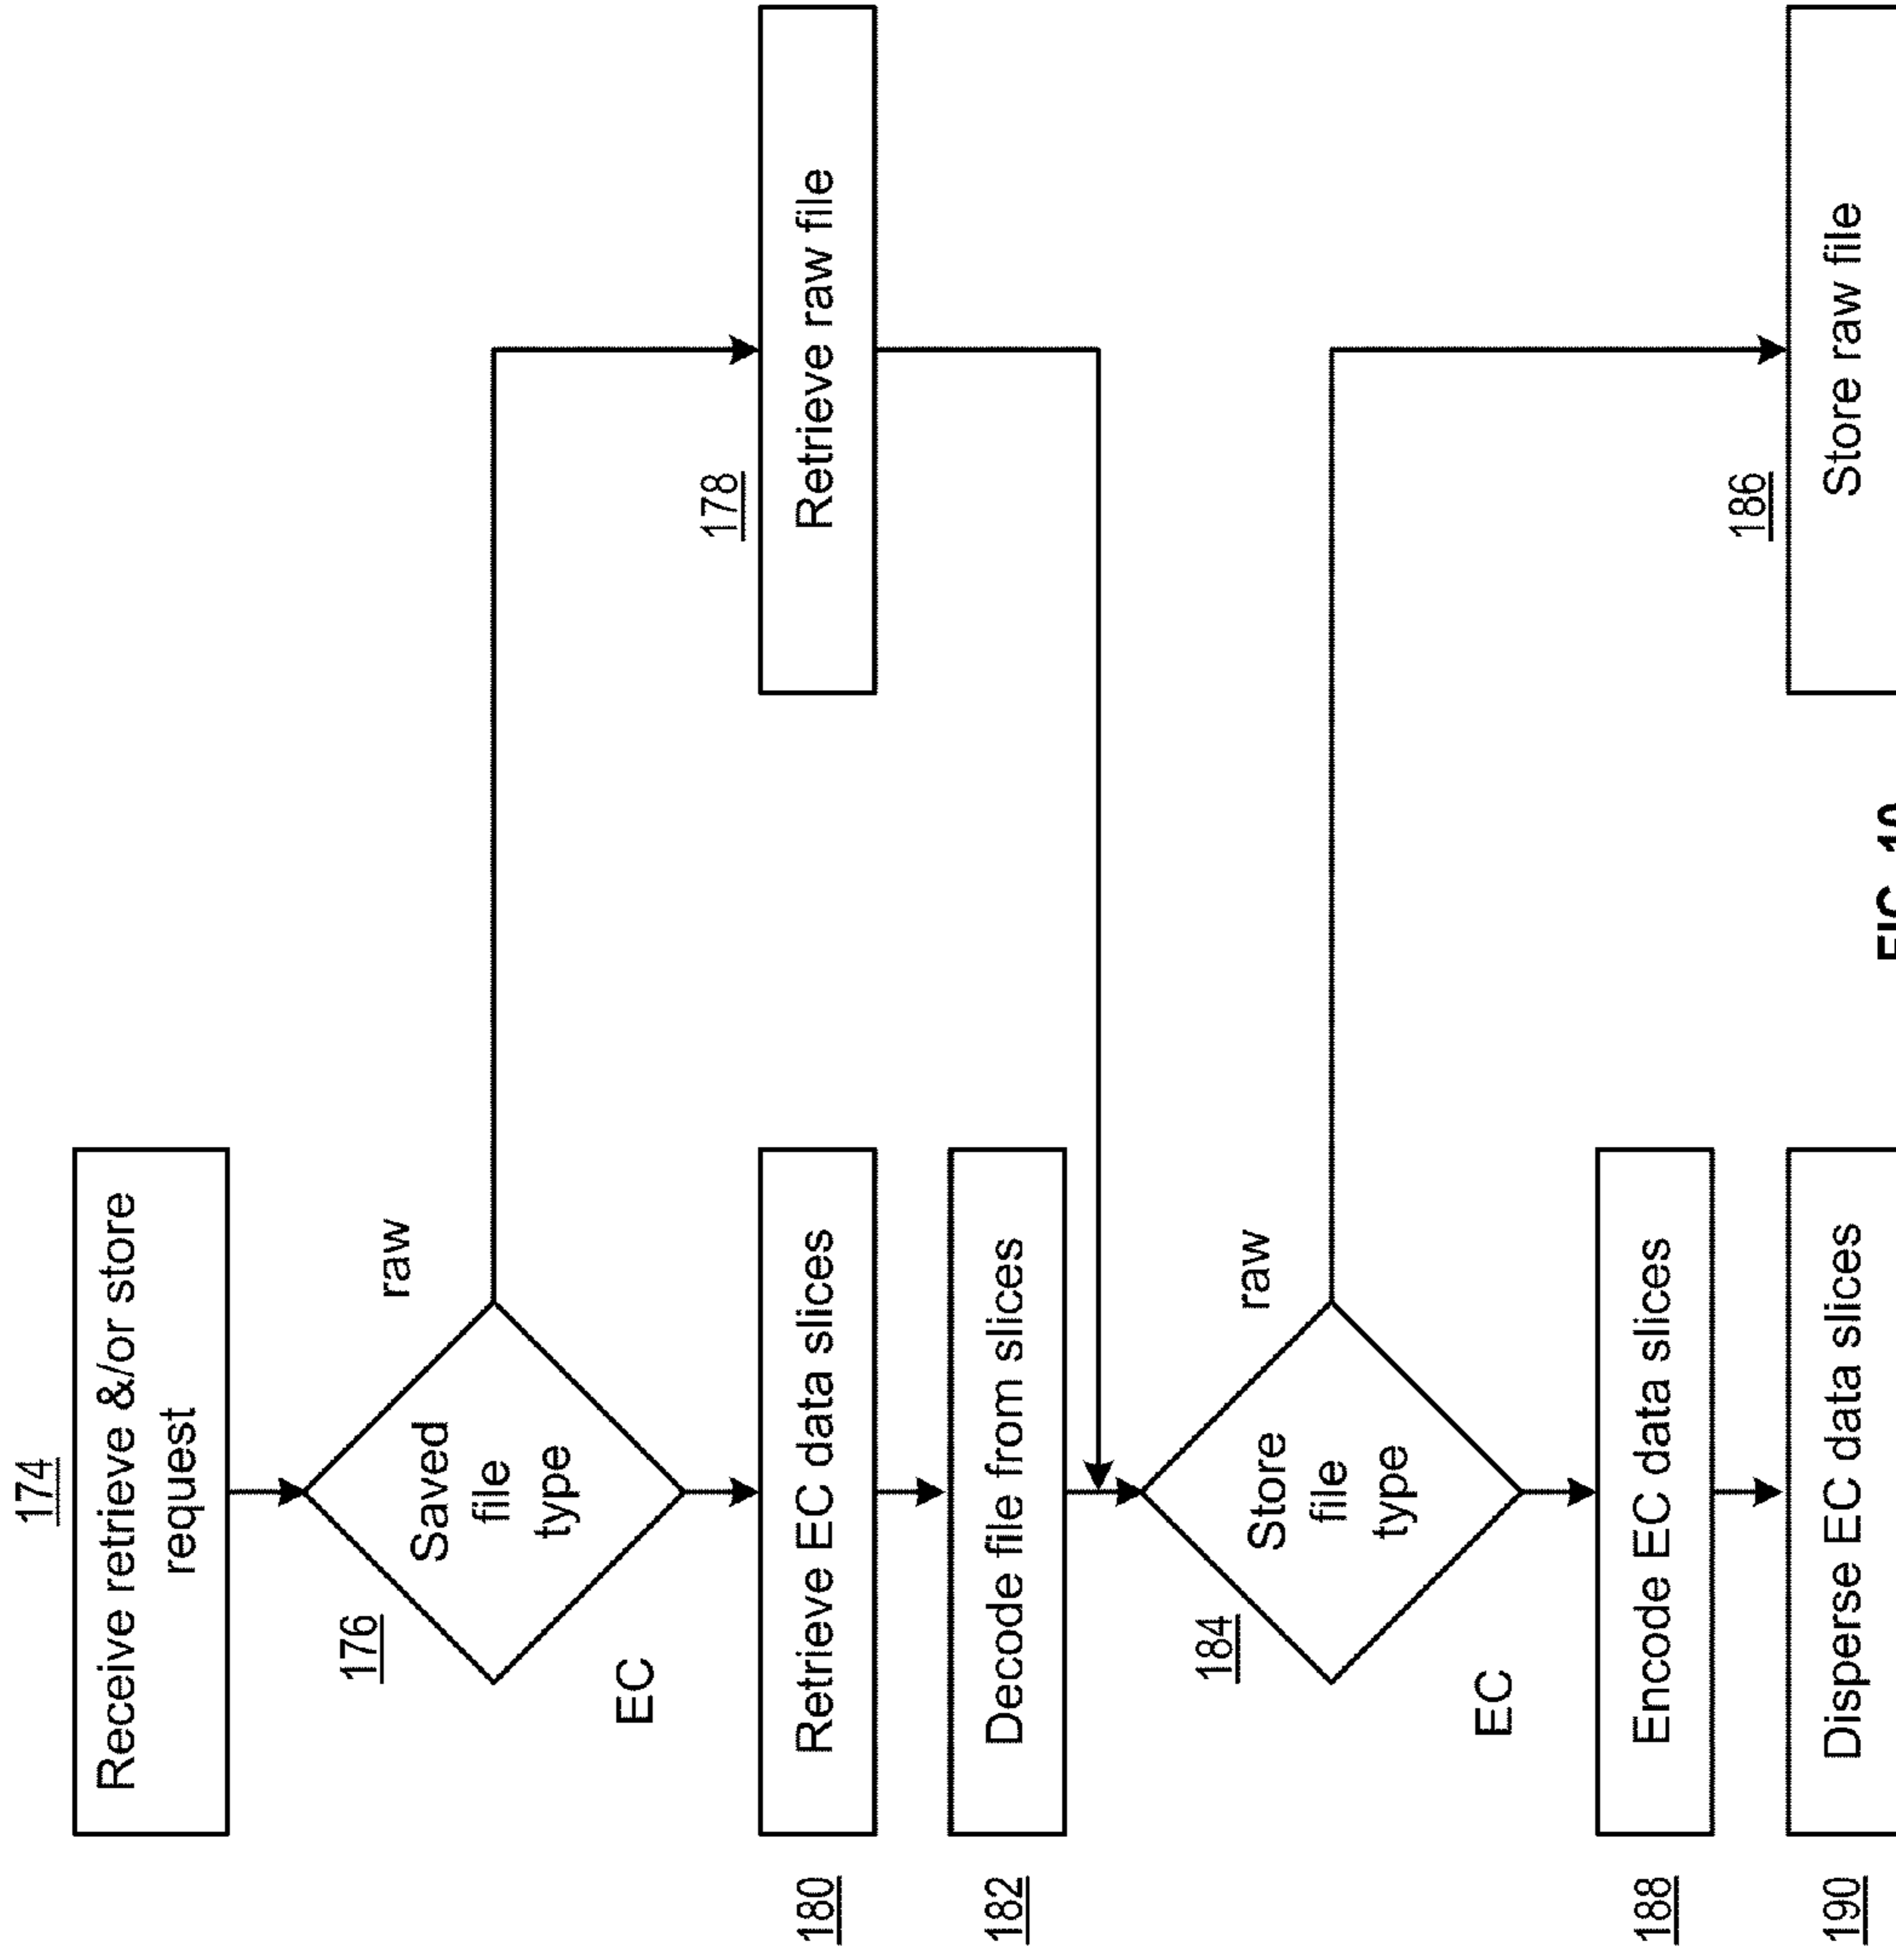 174
Receive retrieve &/or store
request
176
Saved
file
type
raw
EC
178
Retrieve raw file
180
Retrieve EC data slices
182
Decode file from slices
184
Store
file
type
raw
EC
186
Store raw file
188
Encode EC data slices
190
Disperse EC data slices